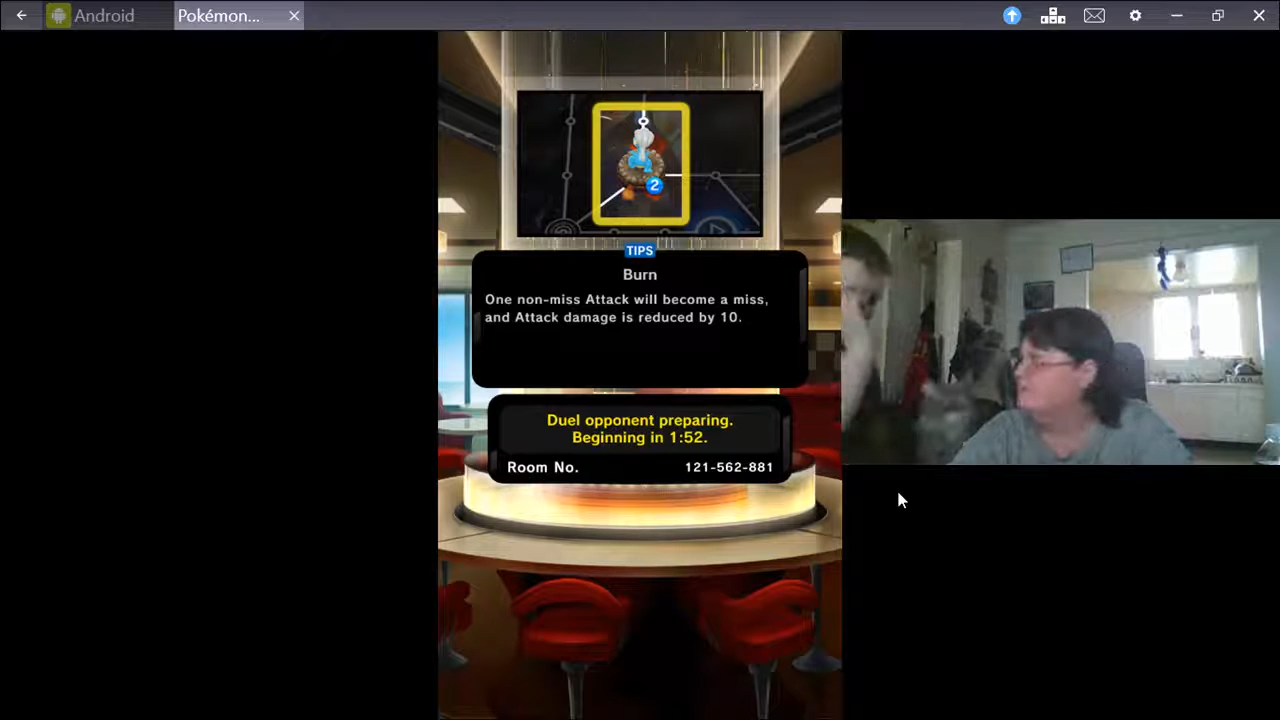 Android
Pokémon...
2
TIPS
Burn
One non-miss Attack will become a miss,
and Attack damage is reduced by 10.
Duel opponent preparing.
Beginning in 1:52.
Room No. 121-562-881